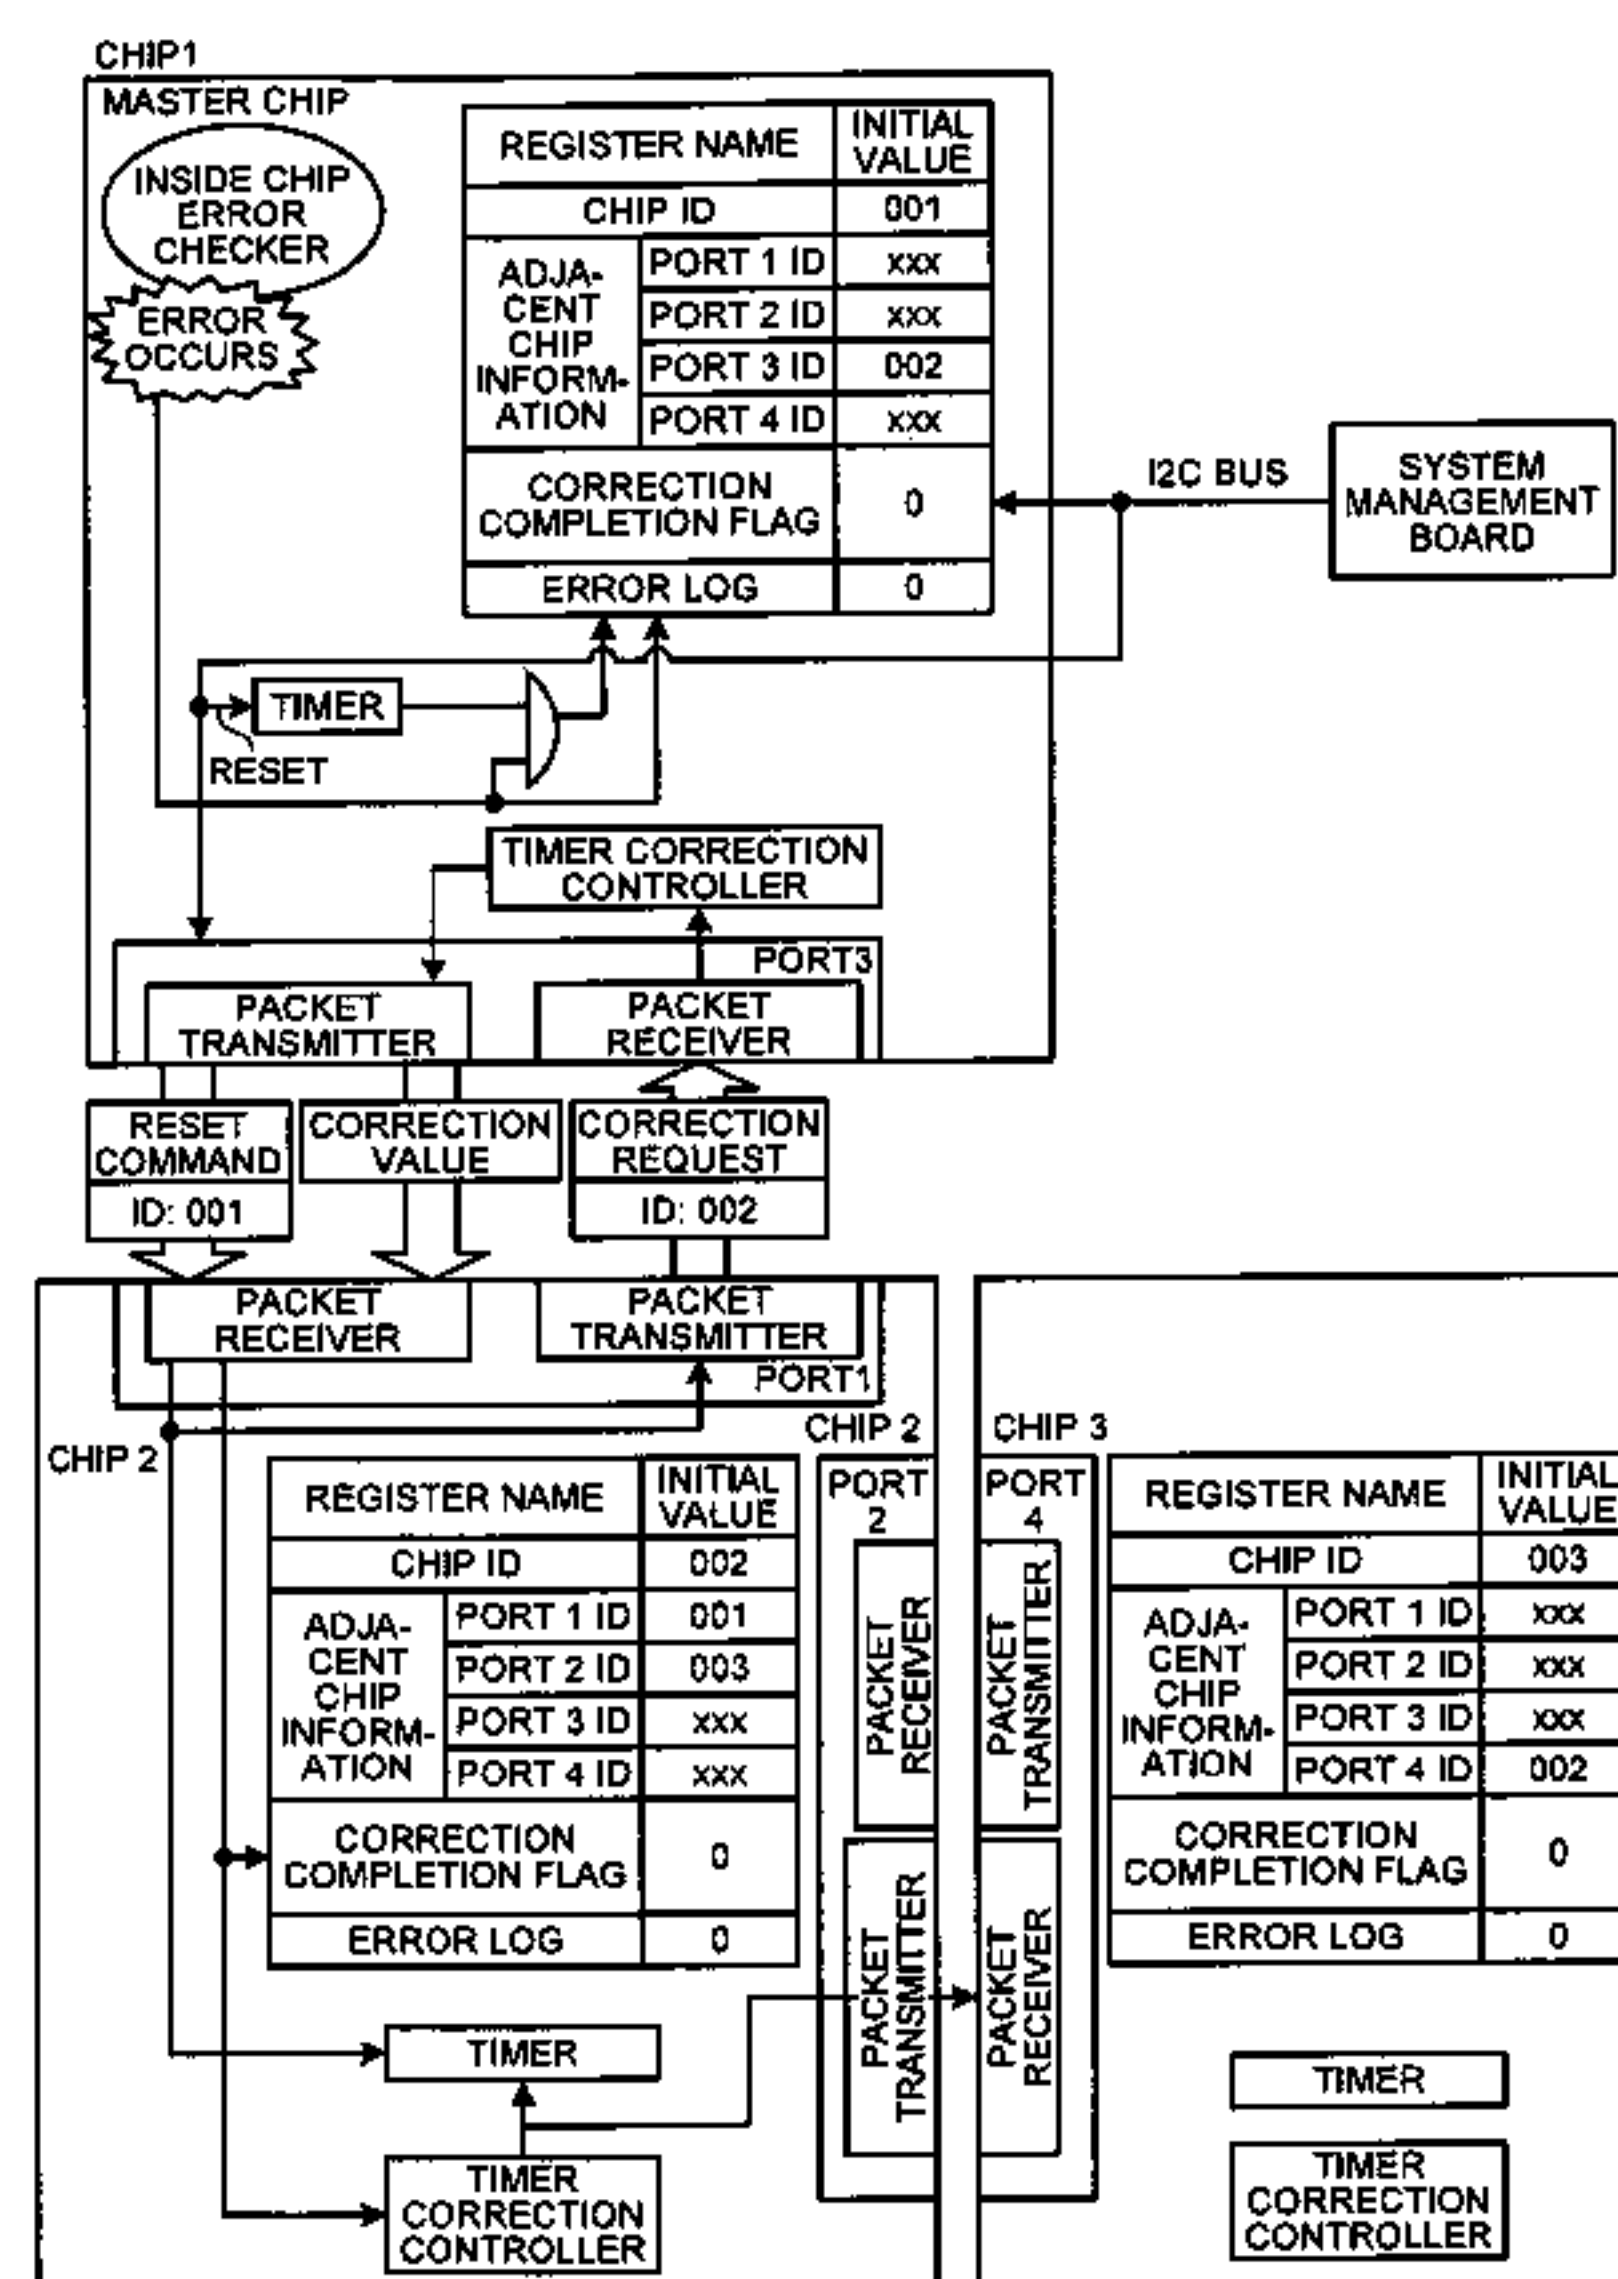 CHIP1
MASTER CHIP
INSIDE CHIP
ERROR
CHECKER
ERROR
OCCURS
REGISTER NAME
INITIAL
VALUE
CHIP ID
001
ADJA-
CENT
CHIP
INFORM-
ATION
PORT 1 ID
xxx
PORT 2 ID
xxx
PORT 3 ID
002
PORT 4 ID
xxx
CORRECTION
COMPLETION FLAG
0
ERROR LOG
0
I2C BUS
SYSTEM
MANAGEMENT
BOARD
TIMER
RESET
TIMER CORRECTION
CONTROLLER
PORT3
PACKET
TRANSMITTER
PACKET
RECEIVER
RESET
COMMAND
ID: 001
CORRECTION
VALUE
CORRECTION
REQUEST
ID: 002
PACKET
RECEIVER
PACKET
TRANSMITTER
PORT1
CHIP 2
CHIP 2
CHIP 3
REGISTER NAME
INITIAL
VALUE
CHIP ID
002
ADJA-
CENT
CHIP
INFORM-
ATION
PORT 1 ID
001
PORT 2 ID
003
PORT 3 ID
xxx
PORT 4 ID
xxx
CORRECTION
COMPLETION FLAG
0
ERROR LOG
0
PORT
2
PACKET
RECEIVER
PACKET
TRANSMITTER
PORT
4
PACKET
TRANSMITTER
PACKET
RECEIVER
REGISTER NAME
INITIAL
VALUE
CHIP ID
003
ADJA-
CENT
CHIP
INFORM-
ATION
PORT 1 ID
xxx
PORT 2 ID
xxx
PORT 3 ID
xxx
PORT 4 ID
002
CORRECTION
COMPLETION FLAG
0
ERROR LOG
0
TIMER
TIMER
CORRECTION
CONTROLLER
TIMER
TIMER
CORRECTION
CONTROLLER